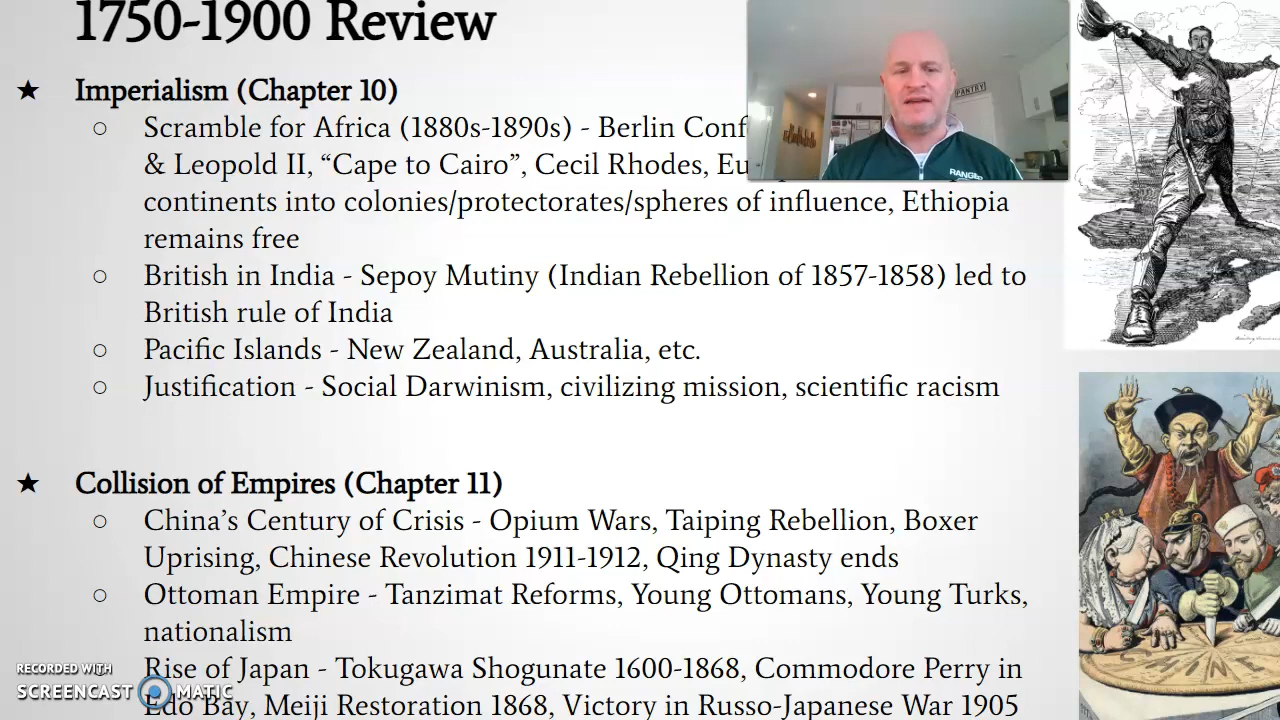 1750-1900 Review
★ Imperialism (Chapter 10)
○ Scramble for Africa (1880s-1890s) - Berlin Conf
& Leopold II, “Cape to Cairo”, Cecil Rhodes, Eu
continents into colonies/protectorates/spheres of influence, Ethiopia
remains free
○ British in India - Sepoy Mutiny (Indian Rebellion of 1857-1858) led to
British rule of India
○ Pacific Islands - New Zealand, Australia, etc.
○ Justification - Social Darwinism, civilizing mission, scientific racism
★ Collision of Empires (Chapter 11)
○ China’s Century of Crisis - Opium Wars, Taiping Rebellion, Boxer
Uprising, Chinese Revolution 1911-1912, Qing Dynasty ends
○ Ottoman Empire - Tanzimat Reforms, Young Ottomans, Young Turks,
nationalism
Rise of Japan - Tokugawa Shogunate 1600-1868, Commodore Perry in
Edo Bay, Meiji Restoration 1868, Victory in Russo-Japanese War 1905
PANTRY
CHINE
RECORDED WITH
SCREENCAST MATIC